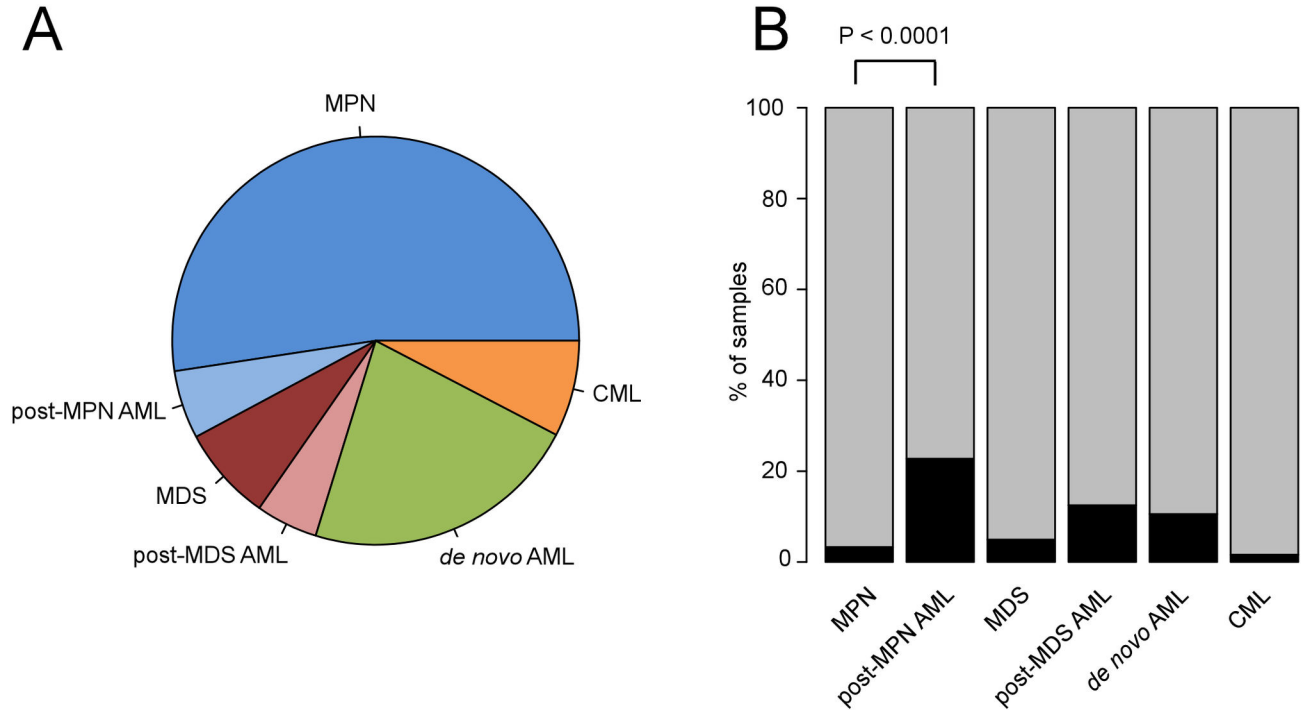 A
MPN
post-MPN AML
MDS
post-MDS AML
de novo AML
CML
B
P < 0.0001
% of samples
100
80
60
40
20
0
MPN
post-MPN AML
MDS
post-MDS AML
de novo AML
CML